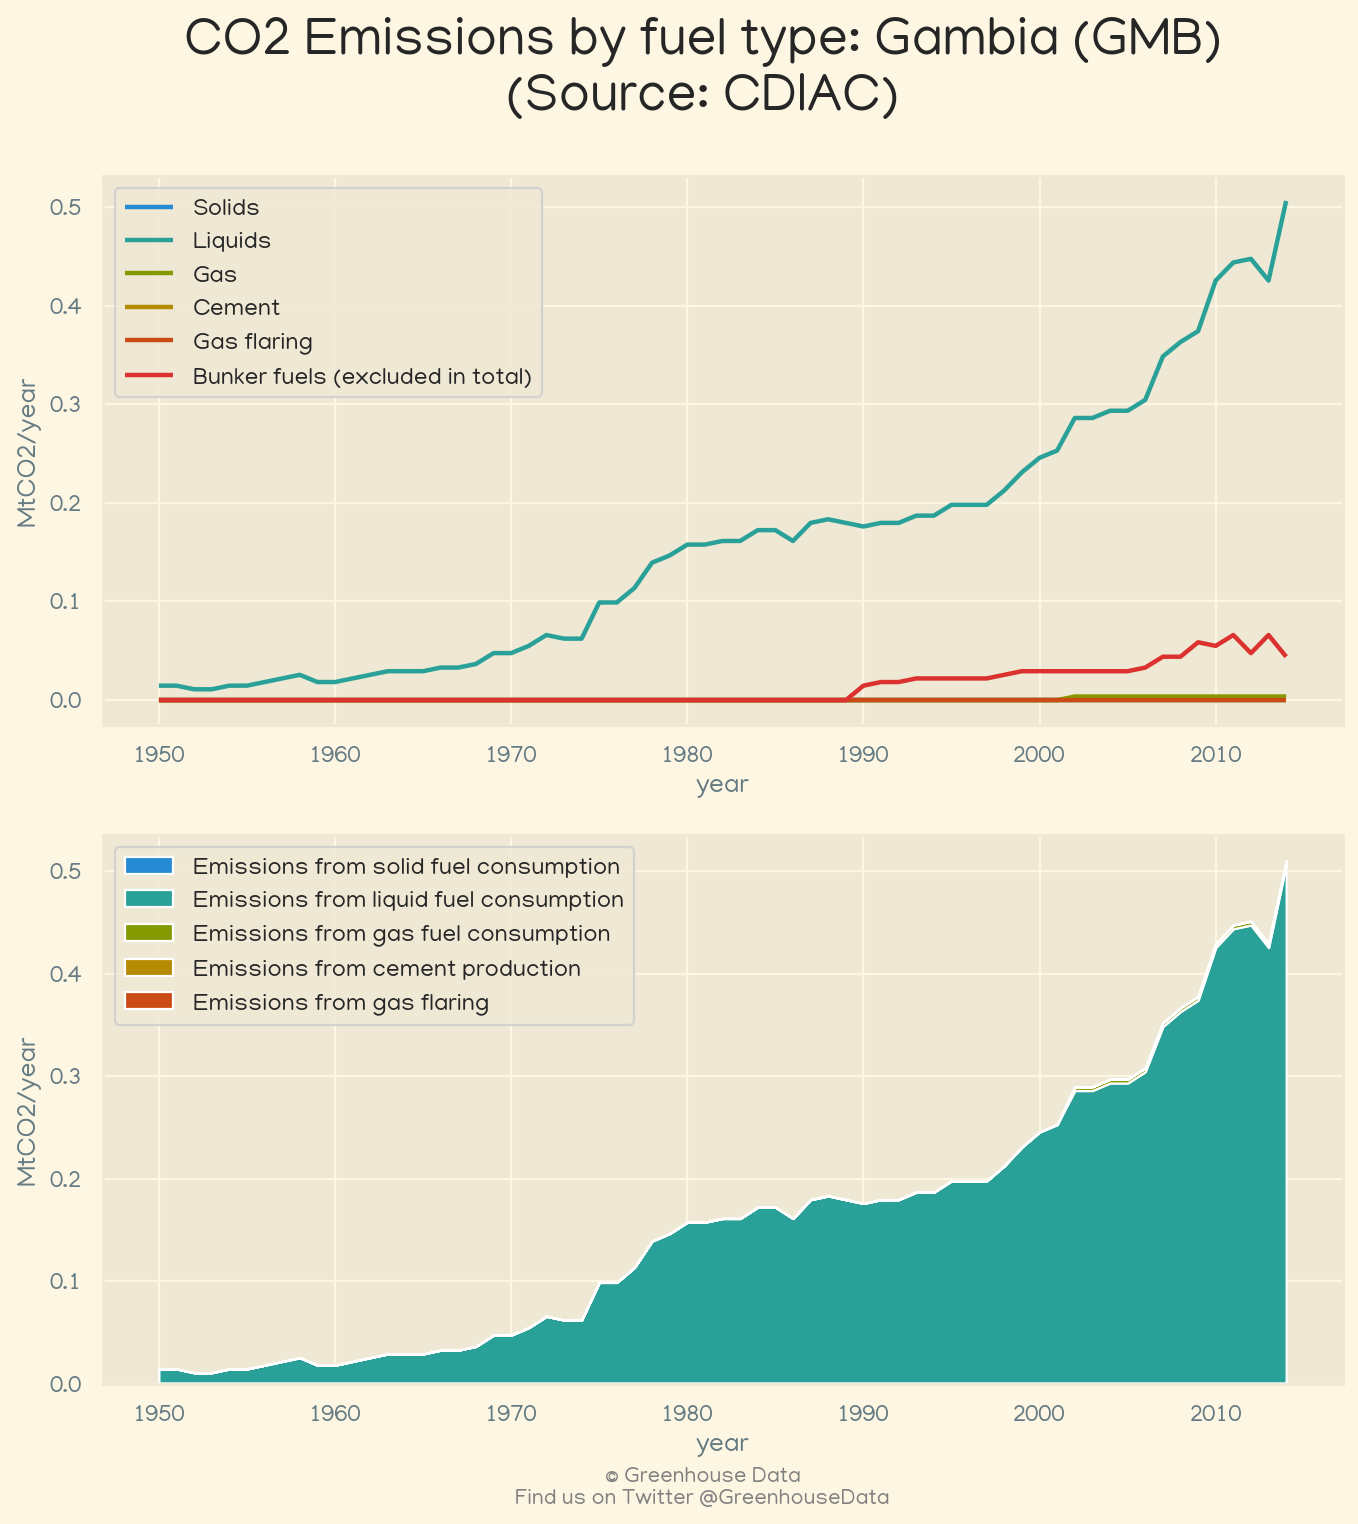 CO2 Emissions by fuel type: Gambia (GMB)
(Source: CDIAC)
MtCO2/year
0.5
0.4
0.3
0.2
0.1
0.0
Solids
Liquids
Gas
Cement
Gas flaring
Bunker fuels (excluded in total)
1950 1960 1970 1980 1990 2000 2010
year
MtCO2/year
0.5
0.4
0.3
0.2
0.1
0.0
Emissions from solid fuel consumption
Emissions from liquid fuel consumption
Emissions from gas fuel consumption
Emissions from cement production
Emissions from gas flaring
1950 1960 1970 1980 1990 2000 2010
year
© Greenhouse Data
Find us on Twitter @GreenhouseData